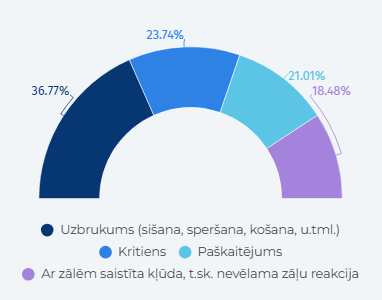 23.74%
36.77%
21.01%
18.48%
Uzbrukums (sišana, speršana, košana, u.tml.)
Kritiens
Paškaitējums
Ar zālēm saistīta kļūda, t.sk. nevēlama zāļu reakcija